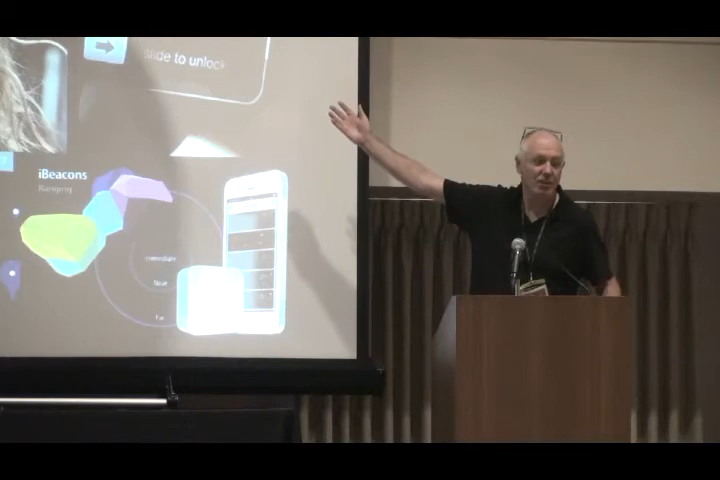 slide to unlock
iBeacons
Ranging
Immediate
Near
Far